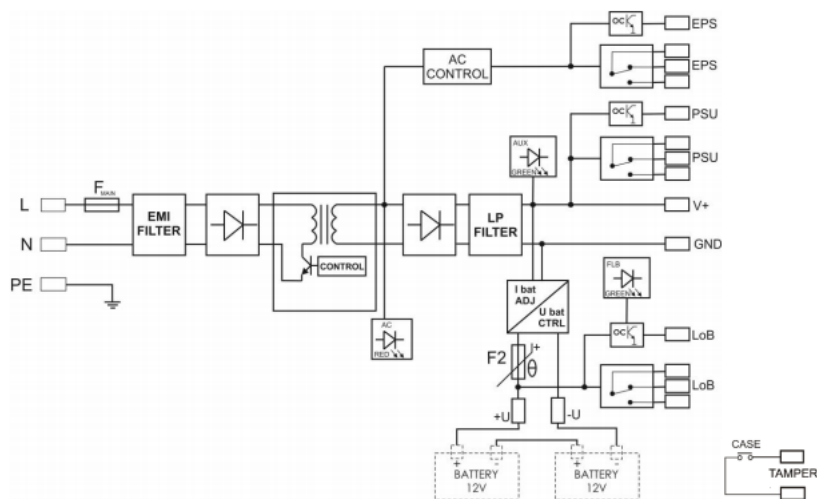 OC
EPS
AC
CONTROL
EPS
OC
PSU
AUX
GREEN
PSU
L
F MAIN
EMI
FILTER
LP
FILTER
V+
N
GND
CONTROL
PE
FLB
GREEN
I bat
ADJ
U bat
CTRL
AC
RED
OC
LoB
F2
I+
θ
LoB
+U
-U
CASE
+
-
+
-
BATTERY
12V
BATTERY
12V
TAMPER